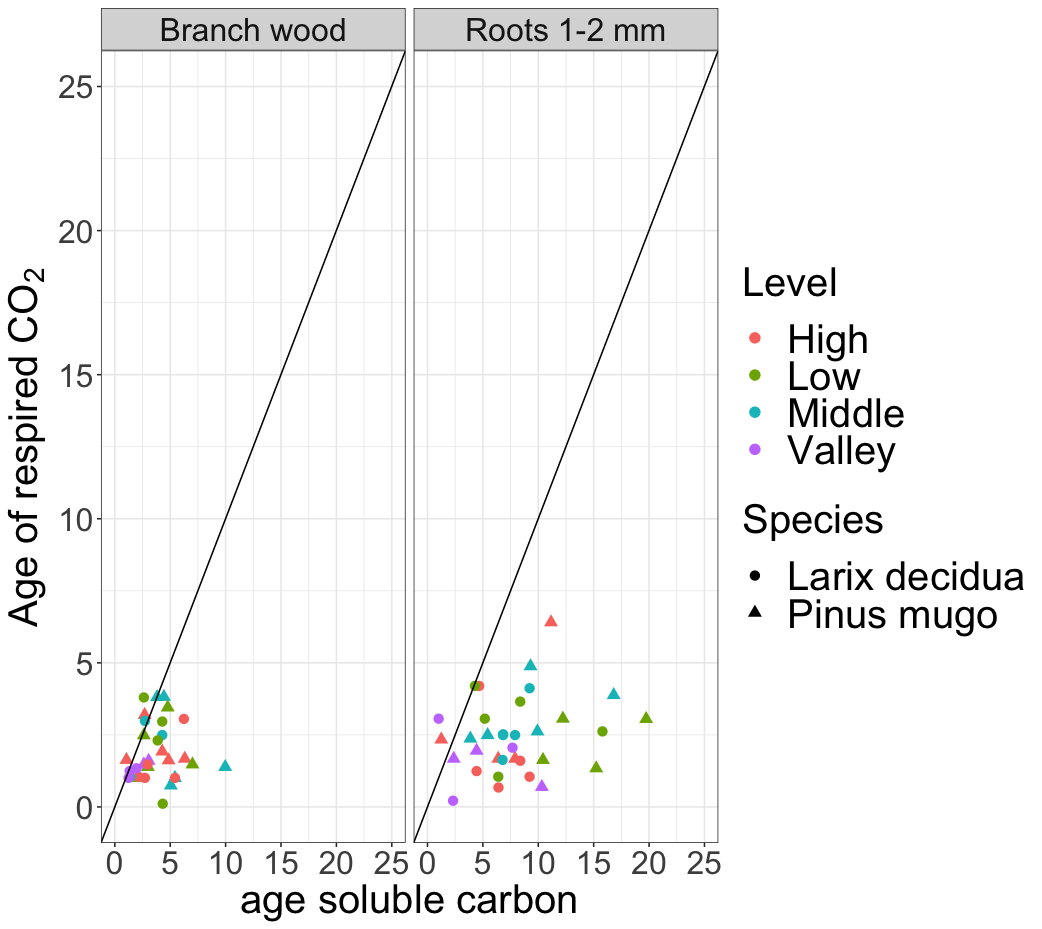 Branch wood Roots 1-2 mm
25
20
15
10
5
0
0 5 10 15 20 25 0 5 10 15 20 25
age soluble carbon
Age of respired CO₂
Level
High
Low
Middle
Valley
Species
Larix decidua
Pinus mugo